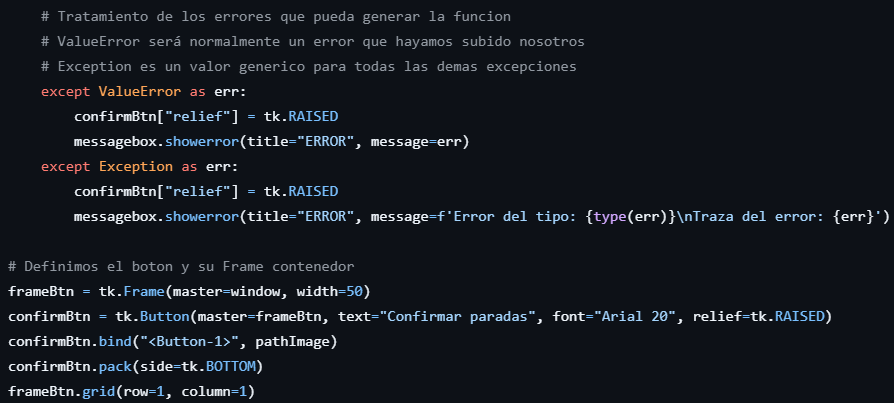 # Tratamiento de los errores que pueda generar la funcion
# ValueError será normalmente un error que hayamos subido nosotros
# Exception es un valor generico para todas las demas excepciones
except ValueError as err:
confirmBtn["relief"] = tk.RAISED
messagebox.showerror(title="ERROR", message=err)
except Exception as err:
confirmBtn["relief"] = tk.RAISED
messagebox.showerror(title="ERROR", message=f'Error del tipo: {type(err)}\nTraza del error: {err}')
# Definimos el boton y su Frame contenedor
frameBtn = tk.Frame(master=window, width=50)
confirmBtn = tk.Button(master=frameBtn, text="Confirmar paradas", font="Arial 20", relief=tk.RAISED)
confirmBtn.bind("<Button-1>", pathImage)
confirmBtn.pack(side=tk.BOTTOM)
frameBtn.grid(row=1, column=1)